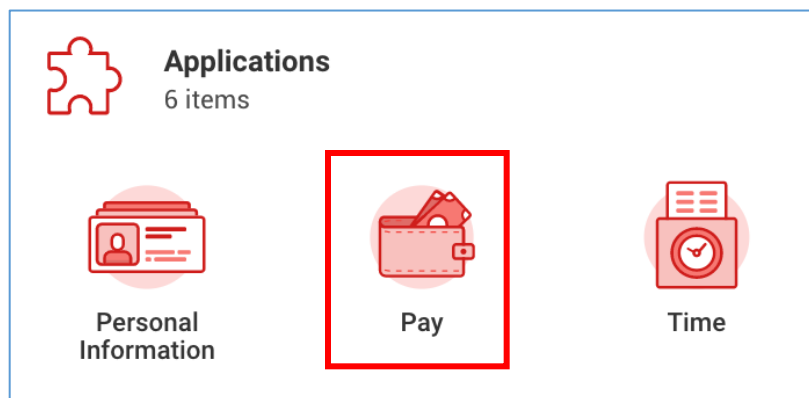 Applications
6 items
Personal
Information
Pay
Time